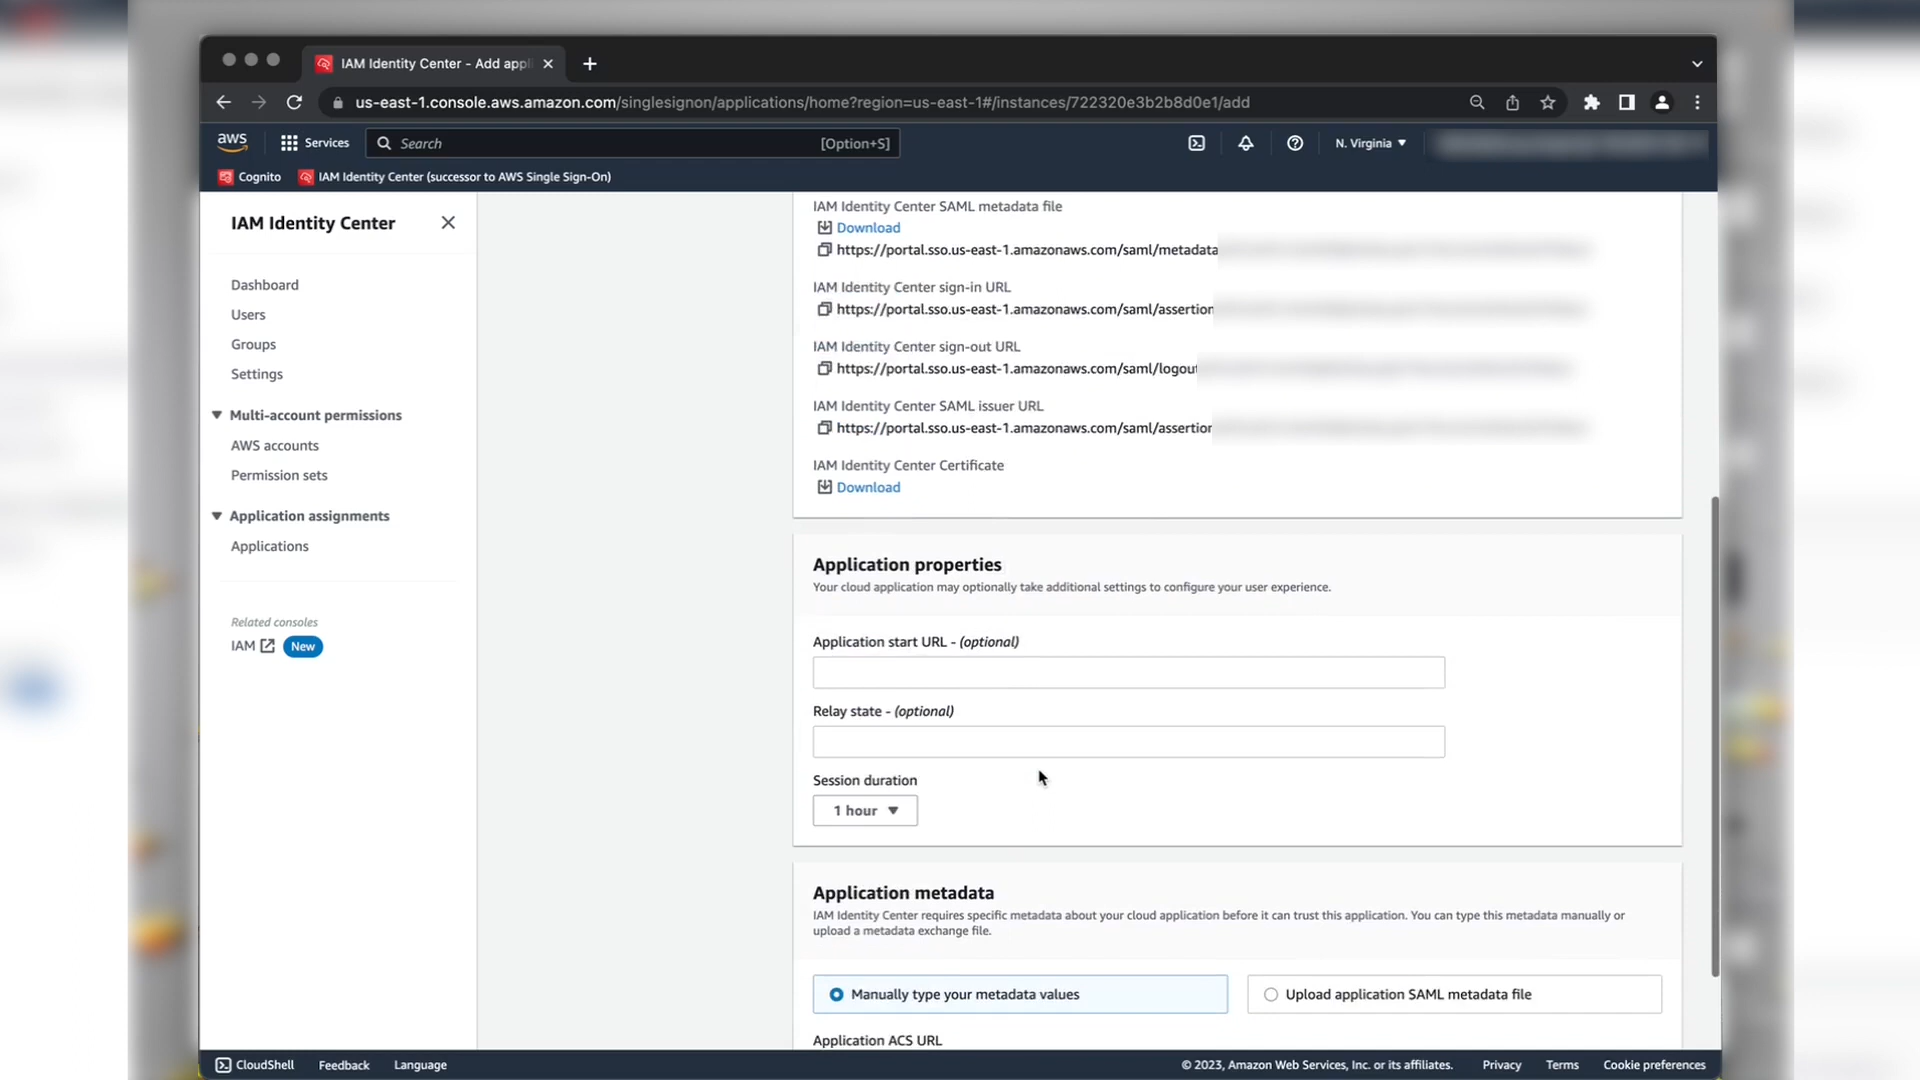 IAM Identity Center - Add appl
us-east-1.console.aws.amazon.com/singlesignon/applications/home?region=us-east-1#/instances/722320e3b2b8d0e1/add
aws
Services
Search
[Option+S]
N. Virginia
Cognito
IAM Identity Center (successor to AWS Single Sign-On)
IAM Identity Center
Dashboard
Users
Groups
Settings
Multi-account permissions
AWS accounts
Permission sets
Application assignments
Applications
Related consoles
IAM
New
IAM Identity Center SAML metadata file
Download
https://portal.sso.us-east-1.amazonaws.com/saml/metadata
IAM Identity Center sign-in URL
https://portal.sso.us-east-1.amazonaws.com/saml/assertion
IAM Identity Center sign-out URL
https://portal.sso.us-east-1.amazonaws.com/saml/logout
IAM Identity Center SAML issuer URL
https://portal.sso.us-east-1.amazonaws.com/saml/assertion
IAM Identity Center Certificate
Download
Application properties
Your cloud application may optionally take additional settings to configure your user experience.
Application start URL - (optional)
Relay state - (optional)
Session duration
1 hour
Application metadata
IAM Identity Center requires specific metadata about your cloud application before it can trust this application. You can type this metadata manually or
upload a metadata exchange file.
Manually type your metadata values
Upload application SAML metadata file
Application ACS URL
CloudShell
Feedback
Language
© 2023, Amazon Web Services, Inc. or its affiliates.
Privacy
Terms
Cookie preferences